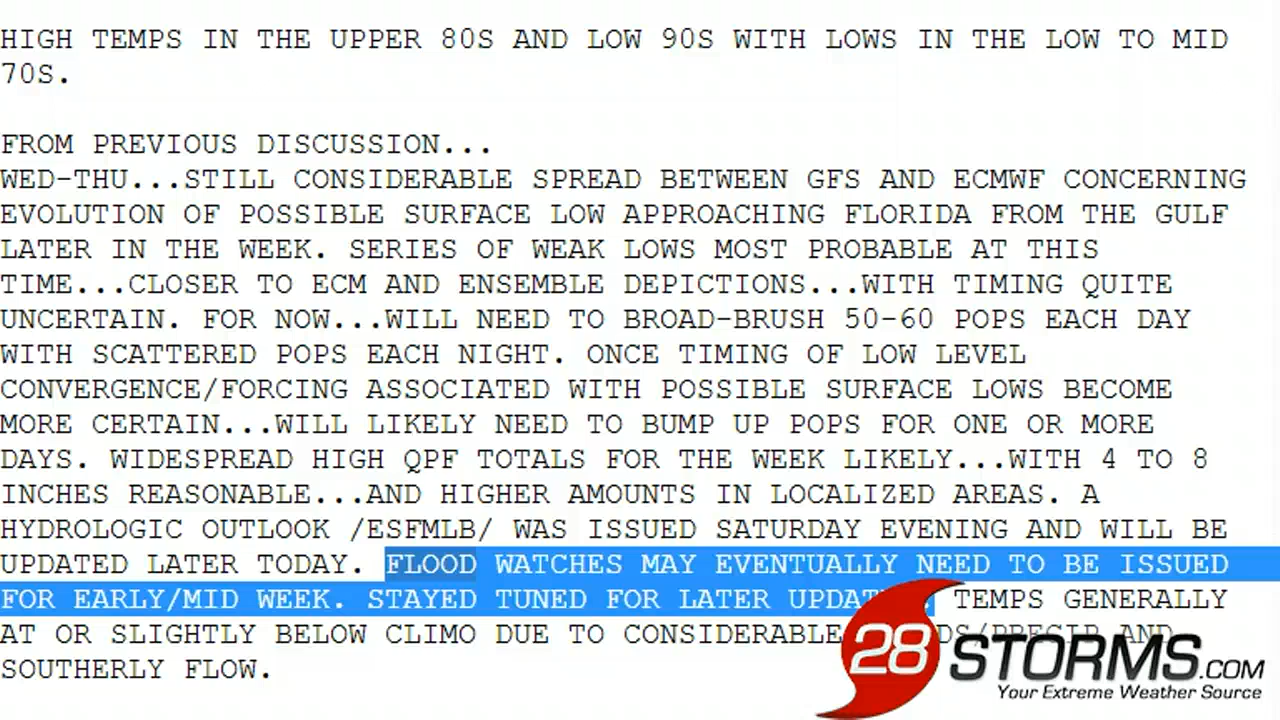 HIGH TEMPS IN THE UPPER 80S AND LOW 90S WITH LOWS IN THE LOW TO MID
70S.
FROM PREVIOUS DISCUSSION...
WED-THU...STILL CONSIDERABLE SPREAD BETWEEN GFS AND ECMWF CONCERNING
EVOLUTION OF POSSIBLE SURFACE LOW APPROACHING FLORIDA FROM THE GULF
LATER IN THE WEEK. SERIES OF WEAK LOWS MOST PROBABLE AT THIS
TIME...CLOSER TO ECM AND ENSEMBLE DEPICTIONS...WITH TIMING QUITE
UNCERTAIN. FOR NOW...WILL NEED TO BROAD-BRUSH 50-60 POPS EACH DAY
WITH SCATTERED POPS EACH NIGHT. ONCE TIMING OF LOW LEVEL
CONVERGENCE/FORCING ASSOCIATED WITH POSSIBLE SURFACE LOWS BECOME
MORE CERTAIN...WILL LIKELY NEED TO BUMP UP POPS FOR ONE OR MORE
DAYS. WIDESPREAD HIGH QPF TOTALS FOR THE WEEK LIKELY...WITH 4 TO 8
INCHES REASONABLE...AND HIGHER AMOUNTS IN LOCALIZED AREAS. A
HYDROLOGIC OUTLOOK /ESFMLB/ WAS ISSUED SATURDAY EVENING AND WILL BE
UPDATED LATER TODAY. FLOOD WATCHES MAY EVENTUALLY NEED TO BE ISSUED
FOR EARLY/MID WEEK. STAYED TUNED FOR LATER TEMPS GENERALLY
AT OR SLIGHTLY BELOW CLIMO DUE TO CONSIDERABLE AND
SOUTHERLY FLOW.
28STORMS.COM
Your Extreme Weather Source